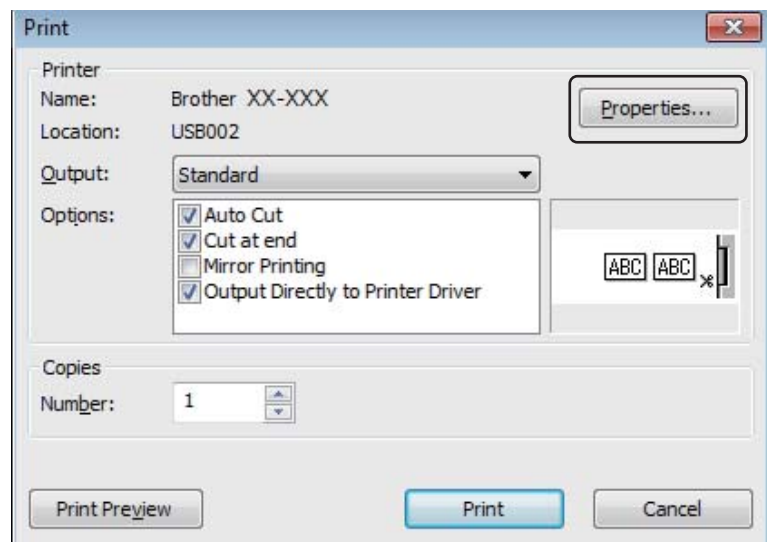 Print
Printer
Name: Brother XX-XXX
Properties...
Location: USB002
Output: Standard
Options: Auto Cut
Cut at end
Mirror Printing
Output Directly to Printer Driver
ABC ABC
Copies
Number: 1
Print Preview Print Cancel